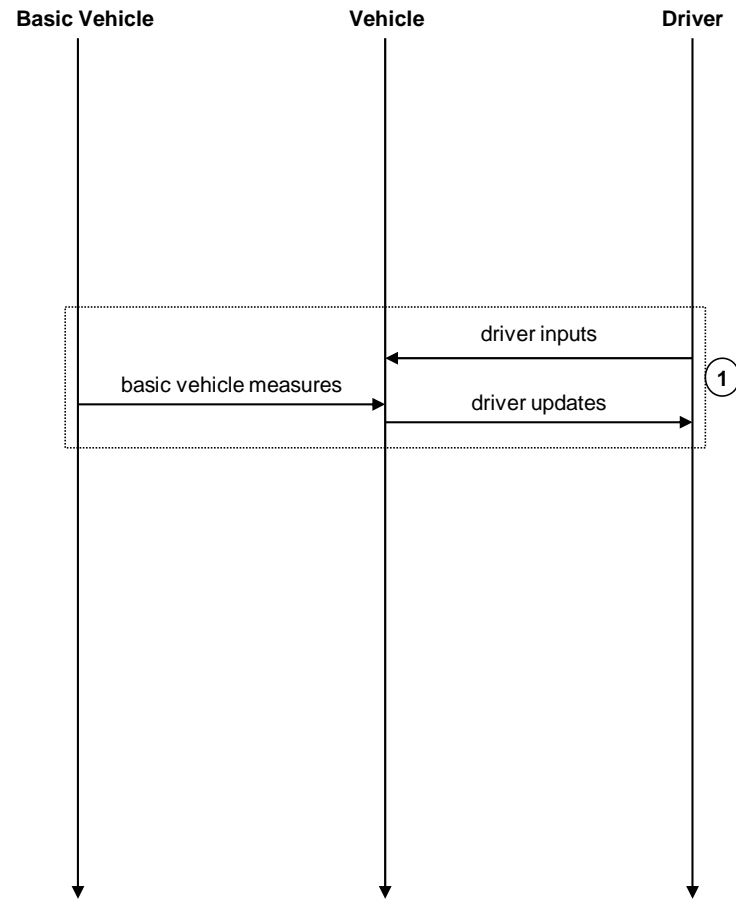 Basic Vehicle Vehicle Driver
driver inputs
basic vehicle measures
1
driver updates